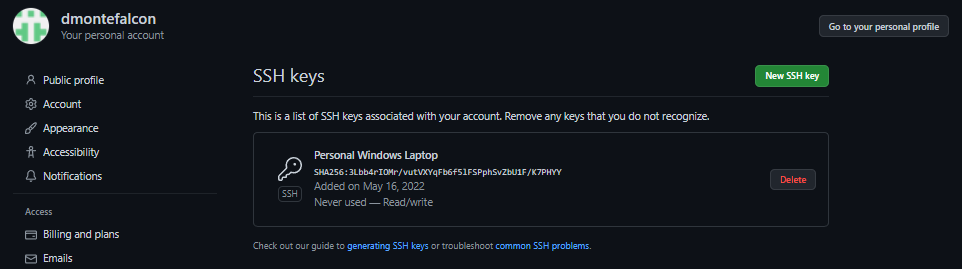 dmontefalcon
Your personal account
Go to your personal profile
Public profile
Account
Appearance
Accessibility
Notifications
Access
Billing and plans
Emails
SSH keys
New SSH key
This is a list of SSH keys associated with your account. Remove any keys that you do not recognize.
SSH
Personal Windows Laptop
SHA256:3Lbb4rIOMr/vutVXYqFb6f5lFSPphSvZbU1F/K7PHYY
Added on May 16, 2022
Never used — Read/write
Delete
Check out our guide to generating SSH keys or troubleshoot common SSH problems.